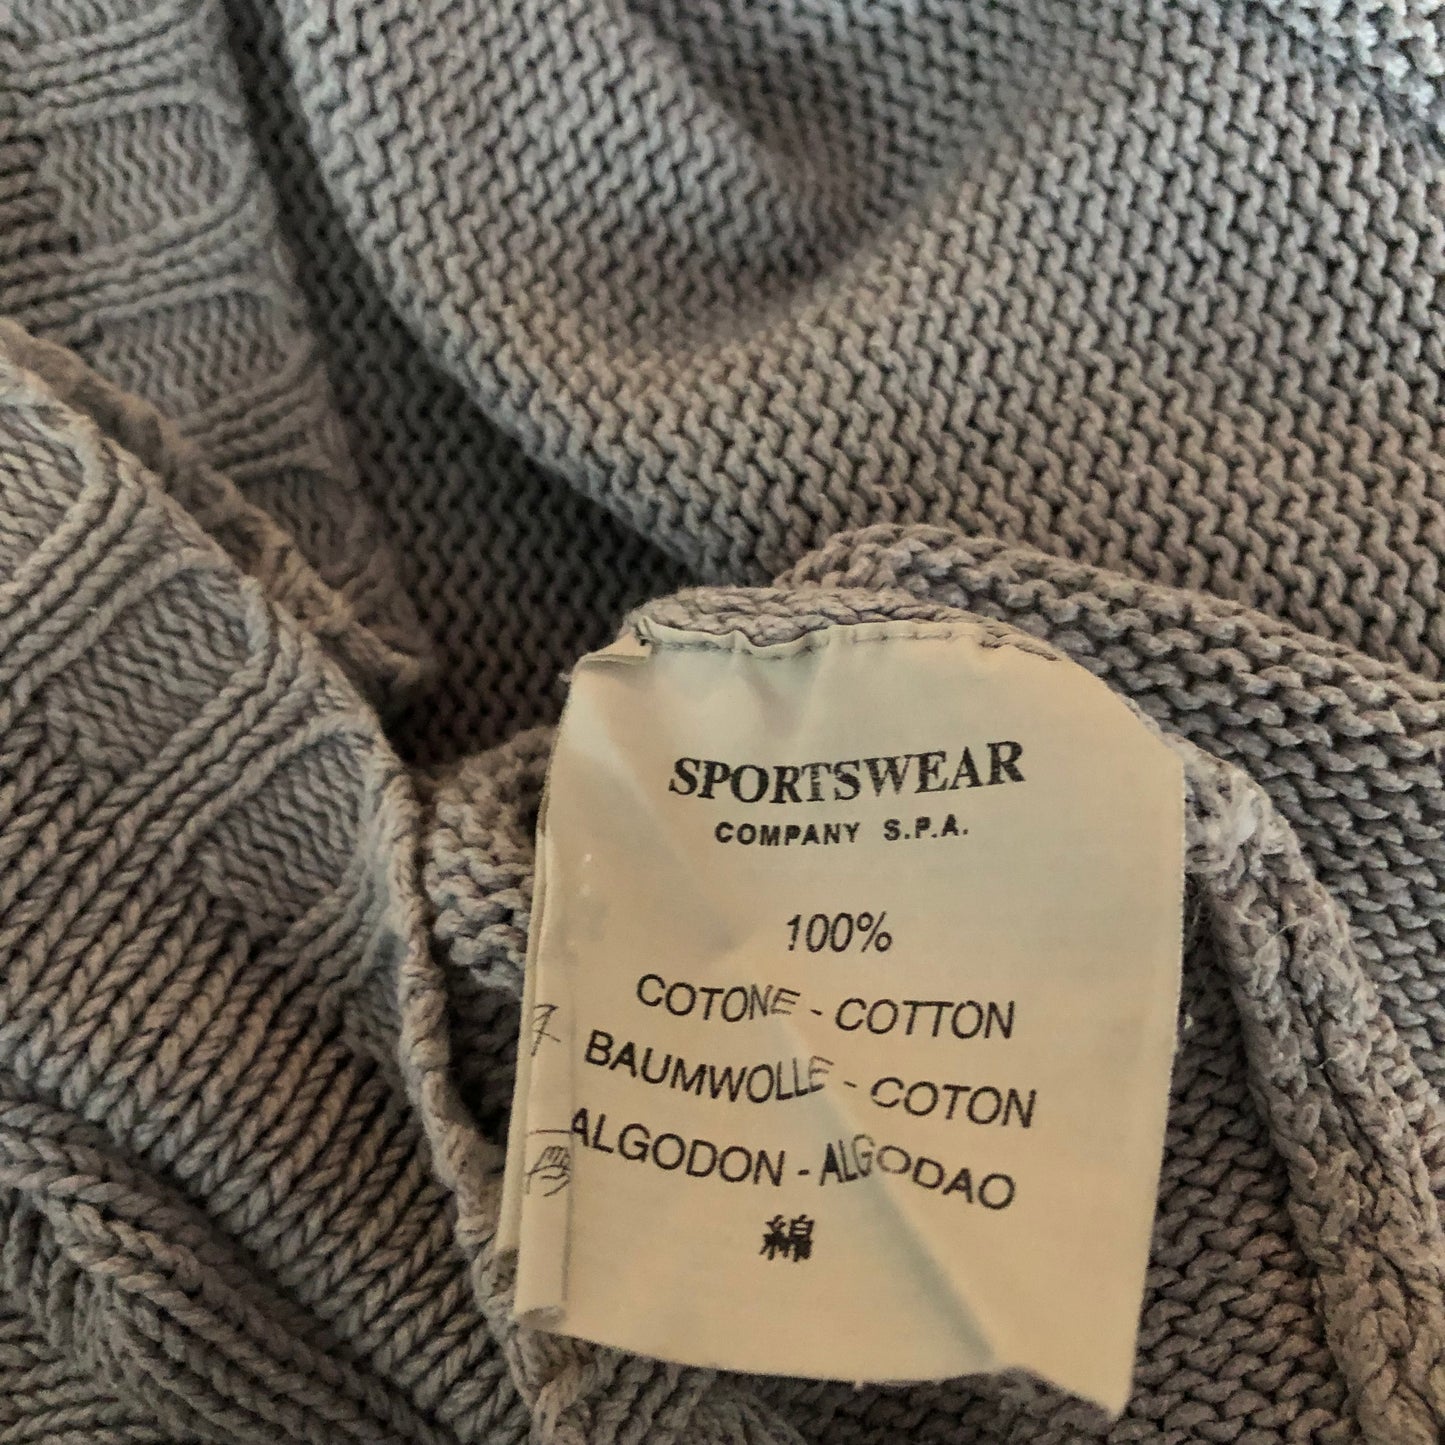 SPORTSWEAR
COMPANY S.P.A.
100%
COTONE - COTTON
BAUMWOLLE - COTON
ALGODON - ALGODAO
綿